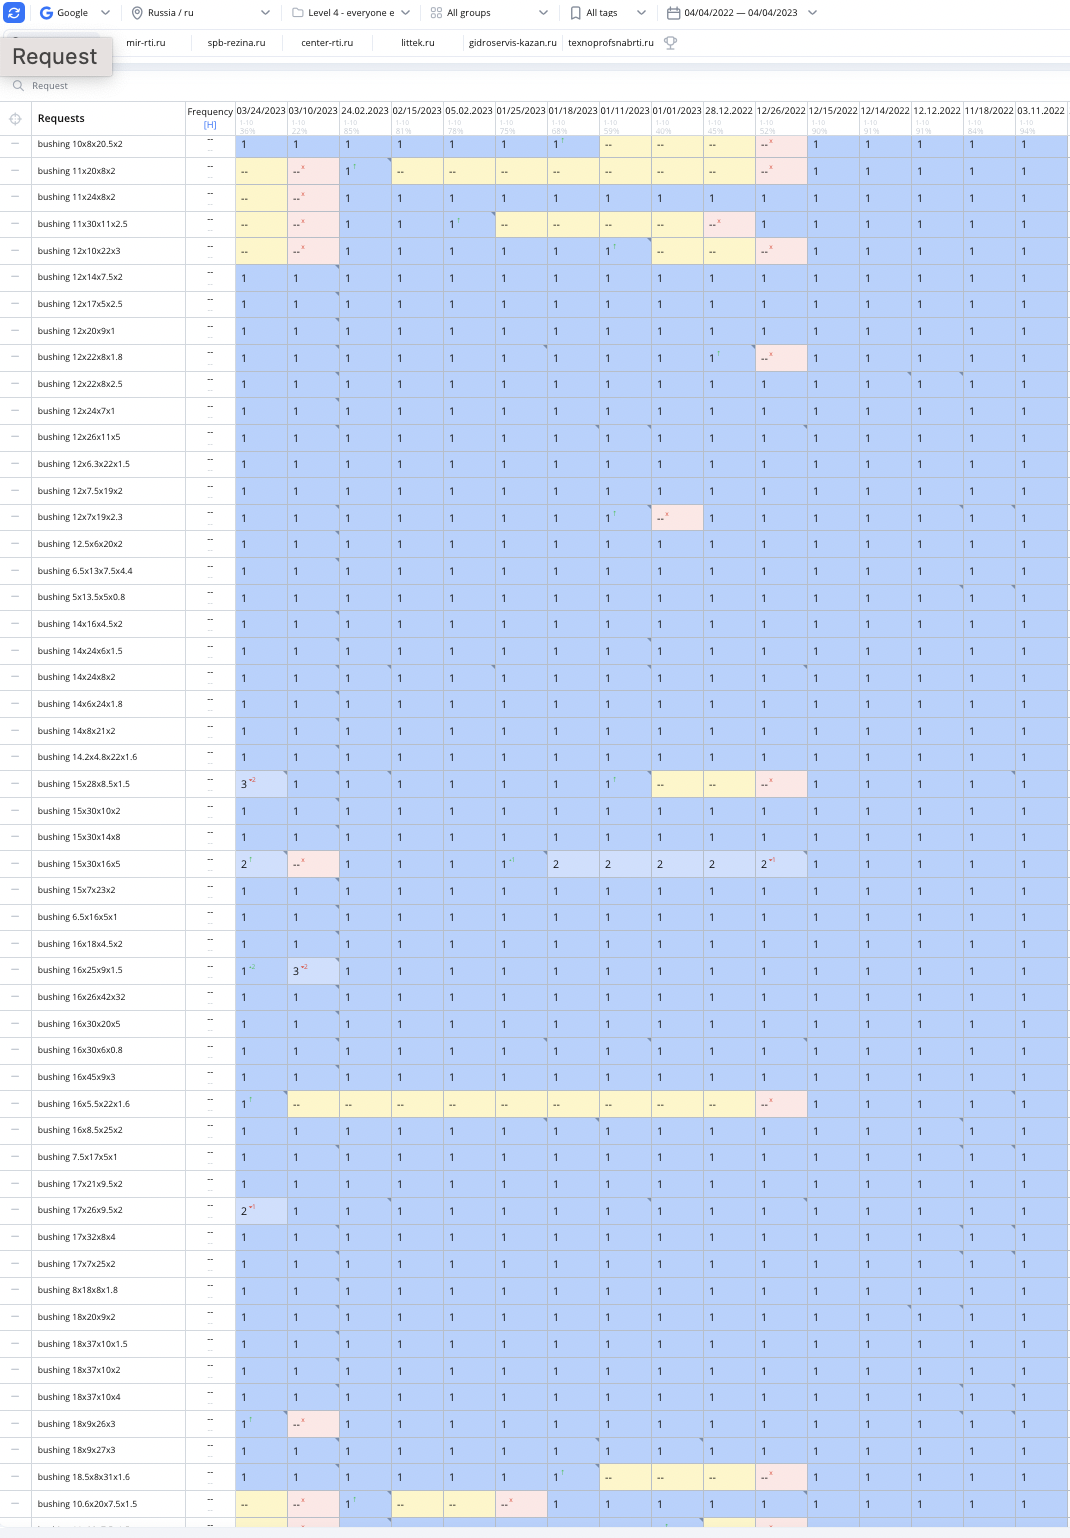 Google Russia / ru Level 4 - everyone e All groups All tags 04/04/2022 — 04/04/2023
Request mir-rti.ru spb-rezina.ru center-rti.ru littek.ru gidroservis-kazan.ru texnoprofsnabrti.ru
Request
Requests Frequency [H] 03/24/2023 03/10/2023 24.02.2023 02/15/2023 05.02.2023 01/25/2023 01/18/2023 01/11/2023 01/01/2023 28.12.2022 12/26/2022 12/15/2022 12/14/2022 12.12.2022 11/18/2022 03.11.2022
1-10 1-10 1-10 1-10 1-10 1-10 1-10 1-10 1-10 1-10 1-10 1-10 1-10 1-10 1-10 1-10
36% 22% 85% 81% 78% 75% 68% 59% 40% 45% 52% 90% 91% 91% 84% 94%
bushing 10x8x20.5x2 -- 1 1 1 1 1 1 1 -- -- -- --x 1 1 1 1 1
bushing 11x20x8x2 -- -- --x 1 -- -- -- -- -- -- -- --x 1 1 1 1 1
bushing 11x24x8x2 -- -- --x 1 1 1 1 1 1 1 1 1 1 1 1 1 1
bushing 11x30x11x2.5 -- -- --x 1 1 1 -- -- -- -- --x 1 1 1 1 1 1
bushing 12x10x22x3 -- -- --x 1 1 1 1 1 1 -- -- --x 1 1 1 1 1
bushing 12x14x7.5x2 -- 1 1 1 1 1 1 1 1 1 1 1 1 1 1 1 1
bushing 12x17x5x2.5 -- 1 1 1 1 1 1 1 1 1 1 1 1 1 1 1 1
bushing 12x20x9x1 -- 1 1 1 1 1 1 1 1 1 1 1 1 1 1 1 1
bushing 12x22x8x1.8 -- 1 1 1 1 1 1 1 1 1 1 --x 1 1 1 1 1
bushing 12x22x8x2.5 -- 1 1 1 1 1 1 1 1 1 1 1 1 1 1 1 1
bushing 12x24x7x1 -- 1 1 1 1 1 1 1 1 1 1 1 1 1 1 1 1
bushing 12x26x11x5 -- 1 1 1 1 1 1 1 1 1 1 1 1 1 1 1 1
bushing 12x6.3x22x1.5 -- 1 1 1 1 1 1 1 1 1 1 1 1 1 1 1 1
bushing 12x7.5x19x2 -- 1 1 1 1 1 1 1 1 1 1 1 1 1 1 1 1
bushing 12x7x19x2.3 -- 1 1 1 1 1 1 1 1 --x 1 1 1 1 1 1 1
bushing 12.5x6x20x2 -- 1 1 1 1 1 1 1 1 1 1 1 1 1 1 1 1
bushing 6.5x13x7.5x4.4 -- 1 1 1 1 1 1 1 1 1 1 1 1 1 1 1 1
bushing 5x13.5x5x0.8 -- 1 1 1 1 1 1 1 1 1 1 1 1 1 1 1 1
bushing 14x16x4.5x2 -- 1 1 1 1 1 1 1 1 1 1 1 1 1 1 1 1
bushing 14x24x6x1.5 -- 1 1 1 1 1 1 1 1 1 1 1 1 1 1 1 1
bushing 14x24x8x2 -- 1 1 1 1 1 1 1 1 1 1 1 1 1 1 1 1
bushing 14x6x24x1.8 -- 1 1 1 1 1 1 1 1 1 1 1 1 1 1 1 1
bushing 14x8x21x2 -- 1 1 1 1 1 1 1 1 1 1 1 1 1 1 1 1
bushing 14.2x4.8x22x1.6 -- 1 1 1 1 1 1 1 1 1 1 1 1 1 1 1 1
bushing 15x28x8.5x1.5 -- 3 1 1 1 1 1 1 1 -- -- --x 1 1 1 1 1
bushing 15x30x10x2 -- 1 1 1 1 1 1 1 1 1 1 1 1 1 1 1 1
bushing 15x30x14x8 -- 1 1 1 1 1 1 1 1 1 1 1 1 1 1 1 1
bushing 15x30x16x5 -- 2 --x 1 1 1 1 2 2 2 2 2 1 1 1 1 1
bushing 15x7x23x2 -- 1 1 1 1 1 1 1 1 1 1 1 1 1 1 1 1
bushing 6.5x16x5x1 -- 1 1 1 1 1 1 1 1 1 1 1 1 1 1 1 1
bushing 16x18x4.5x2 -- 1 1 1 1 1 1 1 1 1 1 1 1 1 1 1 1
bushing 16x25x9x1.5 -- 1 3 1 1 1 1 1 1 1 1 1 1 1 1 1 1
bushing 16x26x42x32 -- 1 1 1 1 1 1 1 1 1 1 1 1 1 1 1 1
bushing 16x30x20x5 -- 1 1 1 1 1 1 1 1 1 1 1 1 1 1 1 1
bushing 16x30x6x0.8 -- 1 1 1 1 1 1 1 1 1 1 1 1 1 1 1 1
bushing 16x45x9x3 -- 1 1 1 1 1 1 1 1 1 1 1 1 1 1 1 1
bushing 16x5.5x22x1.6 -- 1 -- -- -- -- -- -- -- -- -- --x 1 1 1 1 1
bushing 16x8.5x25x2 -- 1 1 1 1 1 1 1 1 1 1 1 1 1 1 1 1
bushing 7.5x17x5x1 -- 1 1 1 1 1 1 1 1 1 1 1 1 1 1 1 1
bushing 17x21x9.5x2 -- 1 1 1 1 1 1 1 1 1 1 1 1 1 1 1 1
bushing 17x26x9.5x2 -- 2 1 1 1 1 1 1 1 1 1 1 1 1 1 1 1
bushing 17x32x8x4 -- 1 1 1 1 1 1 1 1 1 1 1 1 1 1 1 1
bushing 17x7x25x2 -- 1 1 1 1 1 1 1 1 1 1 1 1 1 1 1 1
bushing 8x18x8x1.8 -- 1 1 1 1 1 1 1 1 1 1 1 1 1 1 1 1
bushing 18x20x9x2 -- 1 1 1 1 1 1 1 1 1 1 1 1 1 1 1 1
bushing 18x37x10x1.5 -- 1 1 1 1 1 1 1 1 1 1 1 1 1 1 1 1
bushing 18x37x10x2 -- 1 1 1 1 1 1 1 1 1 1 1 1 1 1 1 1
bushing 18x37x10x4 -- 1 1 1 1 1 1 1 1 1 1 1 1 1 1 1 1
bushing 18x9x26x3 -- 1 --x 1 1 1 1 1 1 1 1 1 1 1 1 1 1
bushing 18x9x27x3 -- 1 1 1 1 1 1 1 1 1 1 1 1 1 1 1 1
bushing 18.5x8x31x1.6 -- 1 1 1 1 1 1 1 -- -- -- --x 1 1 1 1 1
bushing 10.6x20x7.5x1.5 -- -- --x 1 -- -- --x 1 1 1 1 1 1 1 1 1 1